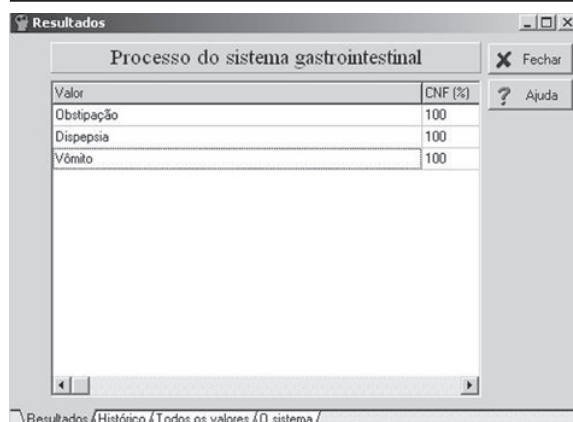 Resultados
Processo do sistema gastrointestinal
Fechar
Ajuda
Valor CNF (%)
Obstipação 100
Dispepsia 100
Vômito 100
Resultados Histórico Todos os valores O sistema